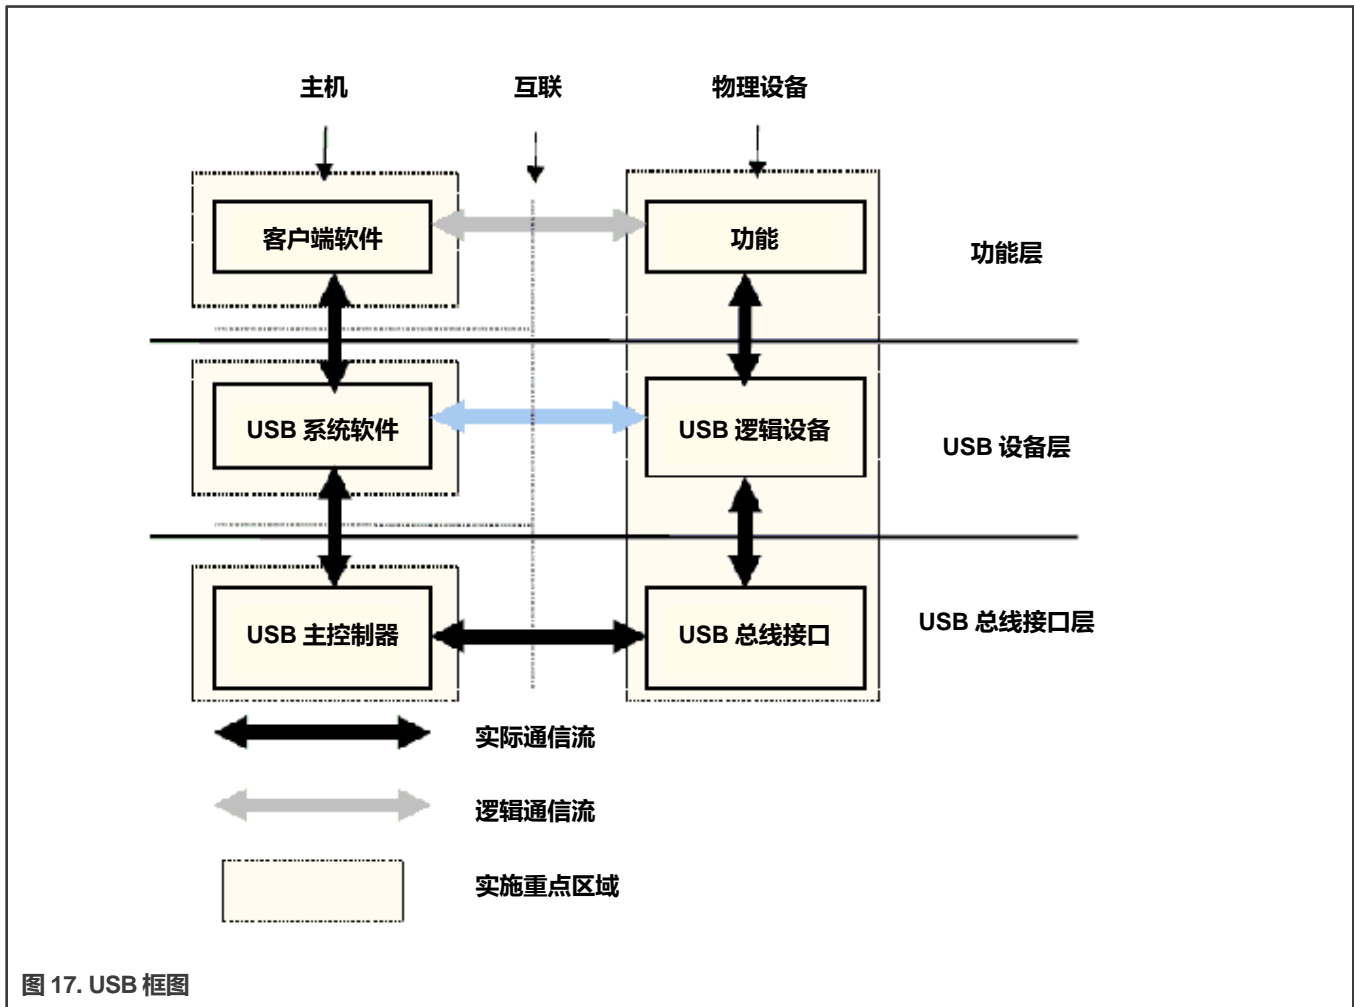 主机
互联
物理设备
客户端软件
功能
功能层
USB 系统软件
USB 逻辑设备
USB 设备层
USB 主控制器
USB 总线接口
USB 总线接口层
实际通信流
逻辑通信流
实施重点区域
图 17. USB 框图